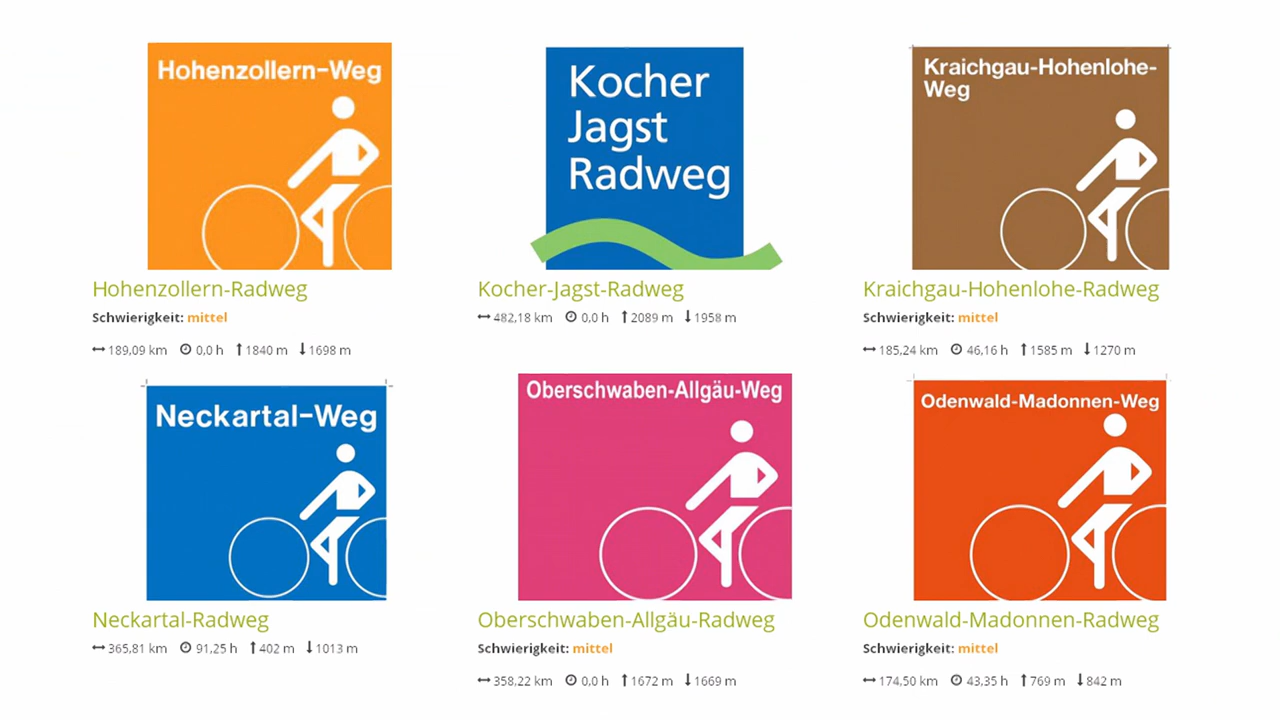 Hohenzollern-Weg
Hohenzollern-Radweg
Schwierigkeit: mittel
189,09 km 0,0 h 1840 m 1698 m
Kocher
Jagst
Radweg
Kocher-Jagst-Radweg
482,18 km 0,0 h 2089 m 1958 m
Kraichgau-Hohenlohe-
Weg
Kraichgau-Hohenlohe-Radweg
Schwierigkeit: mittel
185,24 km 46,16 h 1585 m 1270 m
Neckartal-Weg
Neckartal-Radweg
365,81 km 91,25 h 402 m 1013 m
Oberschwaben-Allgäu-Weg
Oberschwaben-Allgäu-Radweg
Schwierigkeit: mittel
358,22 km 0,0 h 1672 m 1669 m
Odenwald-Madonnen-Weg
Odenwald-Madonnen-Radweg
Schwierigkeit: mittel
174,50 km 43,35 h 769 m 842 m